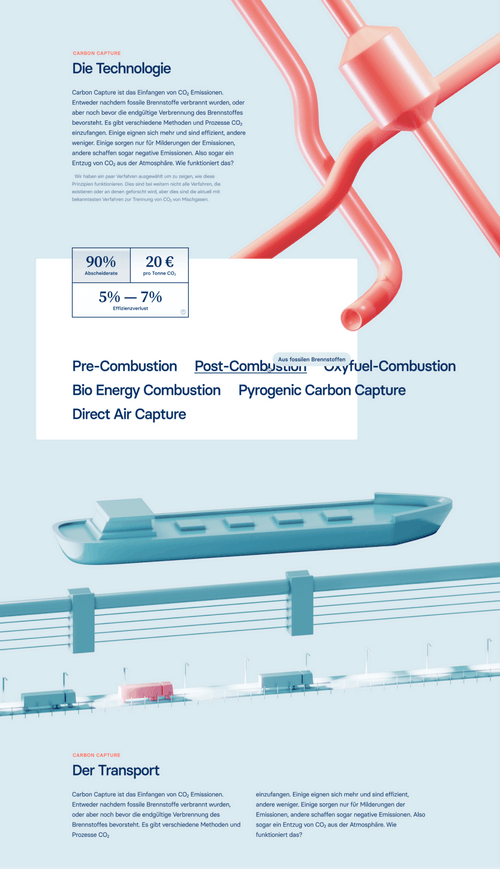 CARBON CAPTURE
Die Technologie
Carbon Capture ist das Einfangen von CO₂ Emissionen.
Entweder nachdem fossile Brennstoffe verbrannt wurden, oder
aber noch bevor die endgültige Verbrennung des Brennstoffes
bevorsteht. Es gibt verschiedene Methoden und Prozesse CO₂
einzufangen. Einige eignen sich mehr und sind effizient, andere
weniger. Einige sorgen nur für Milderungen der Emissionen,
andere schaffen sogar negative Emissionen. Also sogar ein
Entzug von CO₂ aus der Atmosphäre. Wie funktioniert das?
Wir haben ein paar Verfahren ausgewählt um zu zeigen, wie diese
Prinzipien funktionieren. Dies sind bei weitem nicht alle Verfahren, die
existieren oder an denen geforscht wird, aber dies sind die aktuell mit
bekanntesten Verfahren zur Trennung von CO₂ von Mischgasen.
90%
Abscheiderate
20 €
pro Tonne CO₂
5% — 7%
Effizienzverlust
Aus fossilen Brennstoffen
Pre-Combustion Post-Combustion Oxyfuel-Combustion
Bio Energy Combustion Pyrogenic Carbon Capture
Direct Air Capture
CARBON CAPTURE
Der Transport
Carbon Capture ist das Einfangen von CO₂ Emissionen.
Entweder nachdem fossile Brennstoffe verbrannt wurden,
oder aber noch bevor die endgültige Verbrennung des
Brennstoffes bevorsteht. Es gibt verschiedene Methoden und
Prozesse CO₂
einzufangen. Einige eignen sich mehr und sind effizient,
andere weniger. Einige sorgen nur für Milderungen der
Emissionen, andere schaffen sogar negative Emissionen. Also
sogar ein Entzug von CO₂ aus der Atmosphäre. Wie
funktioniert das?